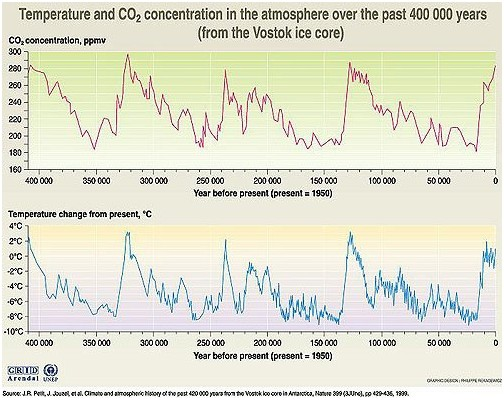 Temperature and CO₂ concentration in the atmosphere over the past 400 000 years
(from the Vostok ice core)
CO₂ concentration, ppmv
300
280
260
240
220
200
180
160
400 000 350 000 300 000 250 000 200 000 150 000 100 000 50 000 0
Year before present (present = 1950)
Temperature change from present, °C
4°C
2°C
0°C
-2°C
-4°C
-6°C
-8°C
-10°C
400 000 350 000 300 000 250 000 200 000 150 000 100 000 50 000 0
Year before present (present = 1950)
GRID
Arendal UNEP
GRAPHIC DESIGN : PHILIPPE REKACEWICZ
Source: J.R. Petit, J. Jouzel, et al. Climate and atmospheric history of the past 420 000 years from the Vostok ice core in Antarctica, Nature 399 (3JUne), pp 429-436, 1999.